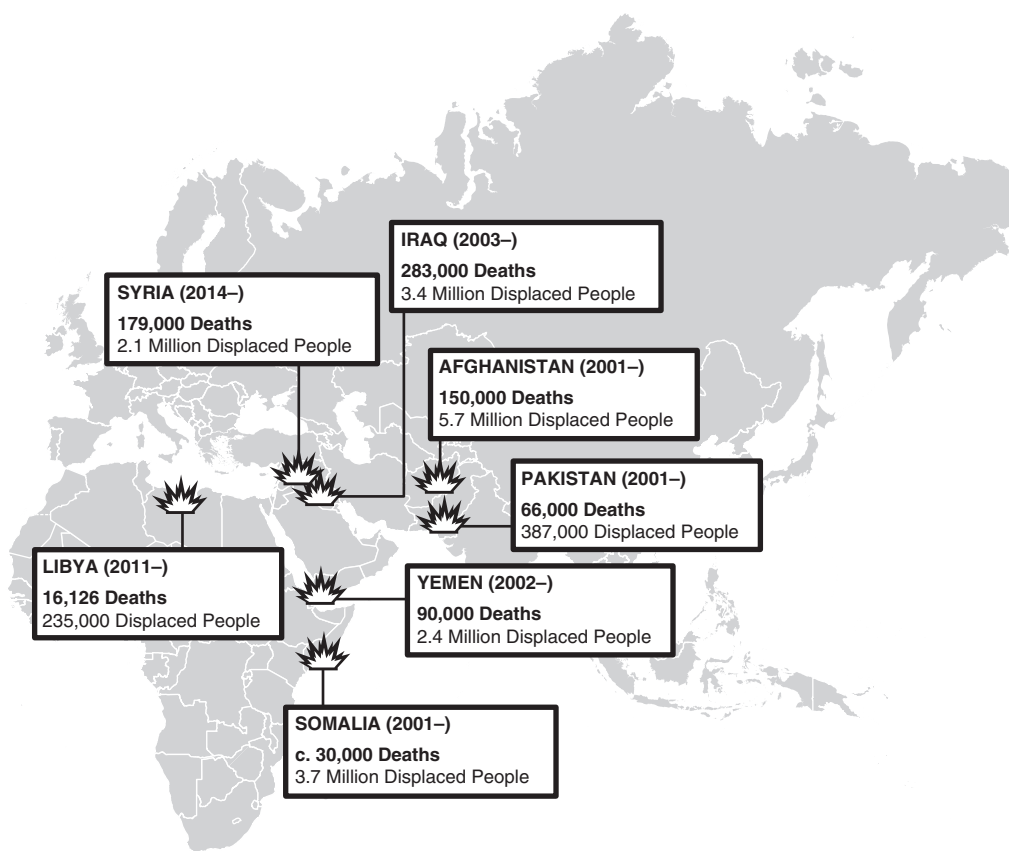 IRAQ (2003–)
283,000 Deaths
3.4 Million Displaced People
SYRIA (2014–)
179,000 Deaths
2.1 Million Displaced People
AFGHANISTAN (2001–)
150,000 Deaths
5.7 Million Displaced People
PAKISTAN (2001–)
66,000 Deaths
387,000 Displaced People
LIBYA (2011–)
16,126 Deaths
235,000 Displaced People
YEMEN (2002–)
90,000 Deaths
2.4 Million Displaced People
SOMALIA (2001–)
c. 30,000 Deaths
3.7 Million Displaced People